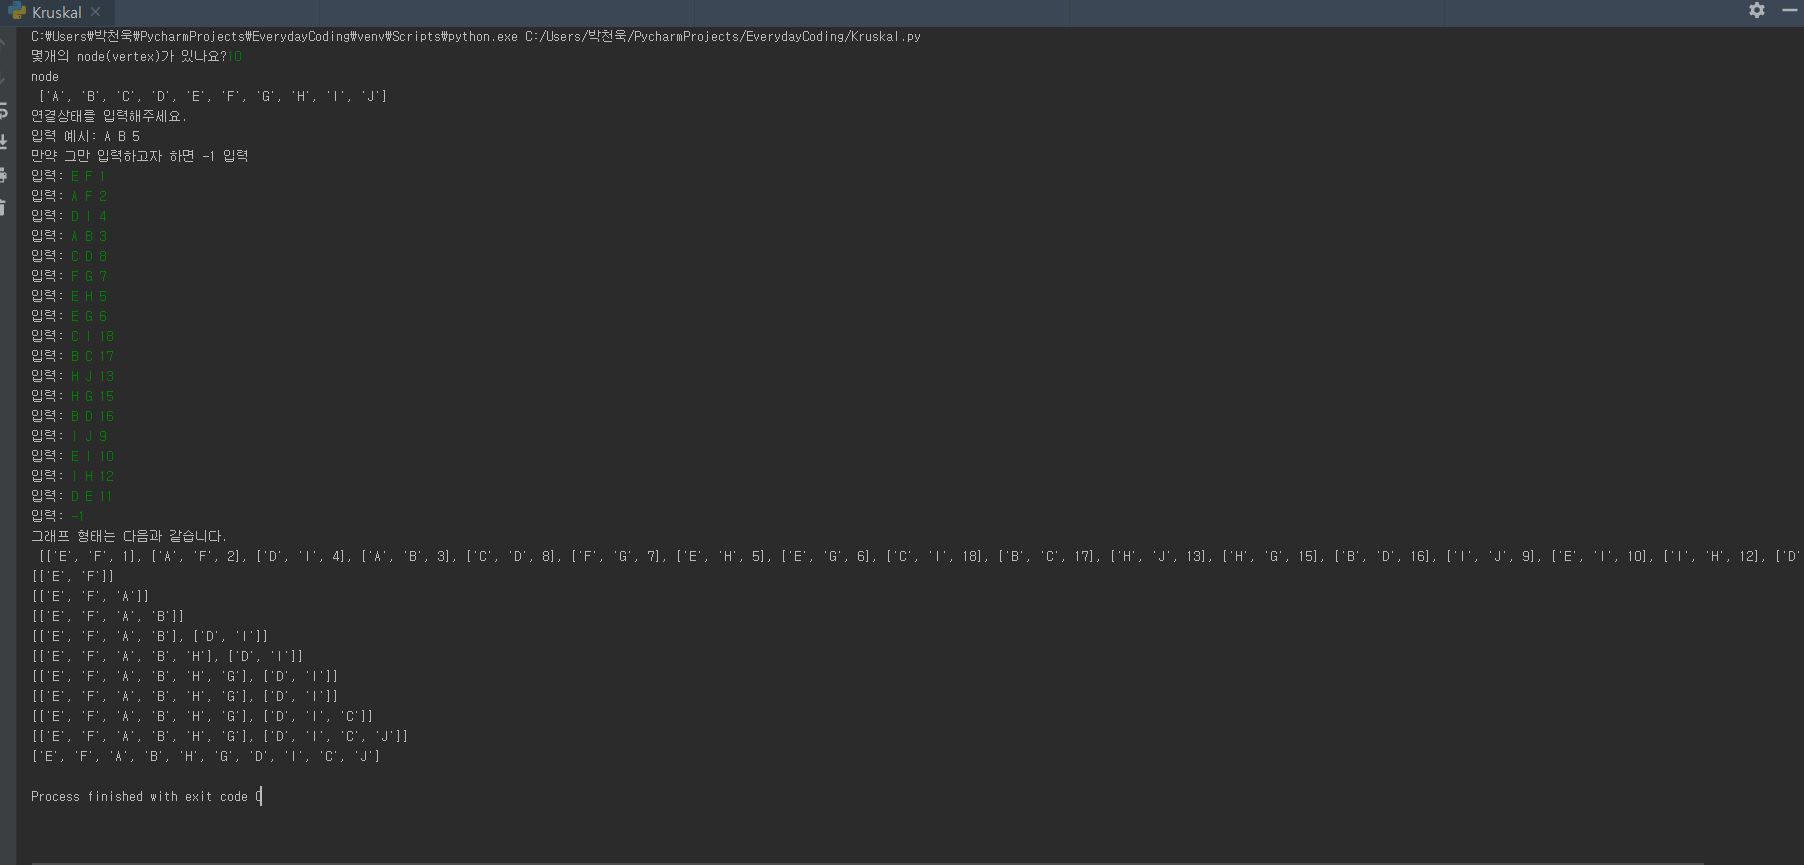 Kruskal
C:₩Users₩박천욱₩PycharmProjects₩EverydayCoding₩venv₩Scripts₩python.exe C:/Users/박천욱/PycharmProjects/EverydayCoding/Kruskal.py
몇개의 node(vertex)가 있나요?10
node
['A', 'B', 'C', 'D', 'E', 'F', 'G', 'H', 'I', 'J']
연결상태를 입력해주세요.
입력 예시: A B 5
만약 그만 입력하고자 하면 -1 입력
입력: E F 1
입력: A F 2
입력: D I 4
입력: A B 3
입력: C D 8
입력: F G 7
입력: E H 5
입력: E G 6
입력: C I 18
입력: B C 17
입력: H J 13
입력: H G 15
입력: B D 16
입력: I J 9
입력: E I 10
입력: I H 12
입력: D E 11
입력: -1
그래프 형태는 다음과 같습니다.
[['E', 'F', 1], ['A', 'F', 2], ['D', 'I', 4], ['A', 'B', 3], ['C', 'D', 8], ['F', 'G', 7], ['E', 'H', 5], ['E', 'G', 6], ['C', 'I', 18], ['B', 'C', 17], ['H', 'J', 13], ['H', 'G', 15], ['B', 'D', 16], ['I', 'J', 9], ['E', 'I', 10], ['I', 'H', 12], ['D'
[['E', 'F']]
[['E', 'F', 'A']]
[['E', 'F', 'A', 'B']]
[['E', 'F', 'A', 'B'], ['D', 'I']]
[['E', 'F', 'A', 'B', 'H'], ['D', 'I']]
[['E', 'F', 'A', 'B', 'H', 'G'], ['D', 'I']]
[['E', 'F', 'A', 'B', 'H', 'G'], ['D', 'I']]
[['E', 'F', 'A', 'B', 'H', 'G'], ['D', 'I', 'C']]
[['E', 'F', 'A', 'B', 'H', 'G'], ['D', 'I', 'C', 'J']]
['E', 'F', 'A', 'B', 'H', 'G', 'D', 'I', 'C', 'J']
Process finished with exit code 0